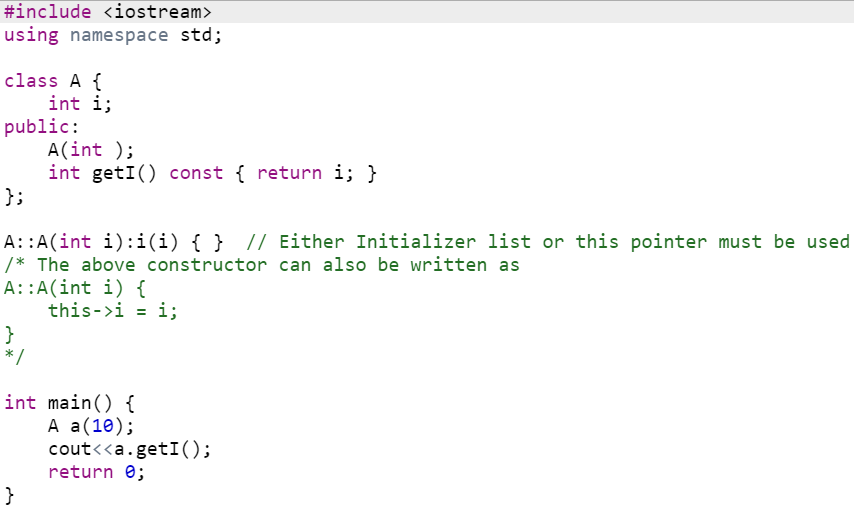 #include <iostream>
using namespace std;
class A {
    int i;
public:
    A(int );
    int getI() const { return i; }
};
A::A(int i):i(i) { }  // Either Initializer list or this pointer must be used
/* The above constructor can also be written as
A::A(int i) {
    this->i = i;
}
*/
int main() {
    A a(10);
    cout<<a.getI();
    return 0;
}